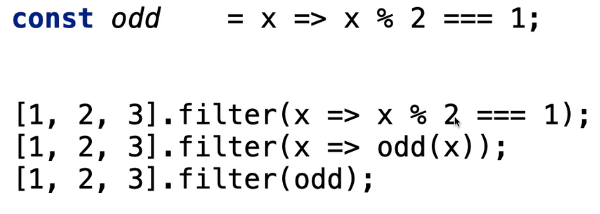 const odd    = x => x % 2 === 1;
[1, 2, 3].filter(x => x % 2 === 1);
[1, 2, 3].filter(x => odd(x));
[1, 2, 3].filter(odd);